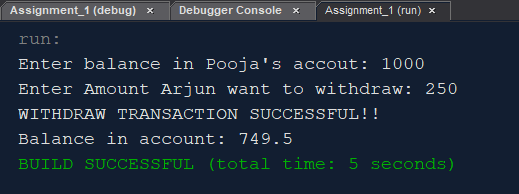 Assignment_1 (debug) × Debugger Console × Assignment_1 (run) ×
run:
Enter balance in Pooja's accout: 1000
Enter Amount Arjun want to withdraw: 250
WITHDRAW TRANSACTION SUCCESSFUL!!
Balance in account: 749.5
BUILD SUCCESSFUL (total time: 5 seconds)